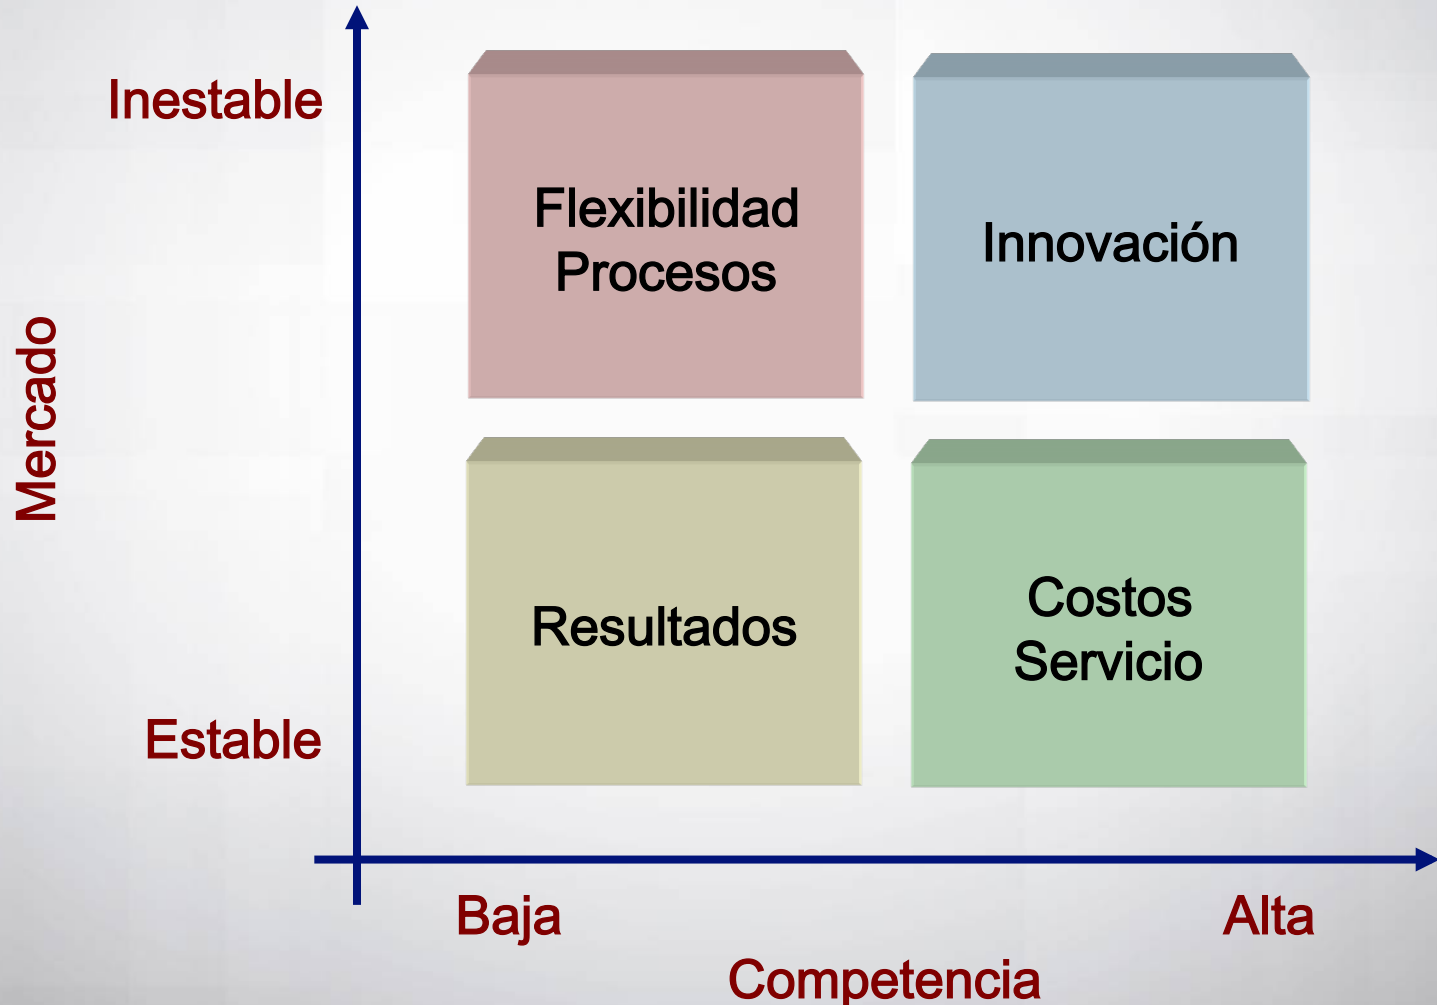 Inestable
Flexibilidad
Procesos
Innovación
Mercado
Resultados
Costos
Servicio
Estable
Baja
Alta
Competencia